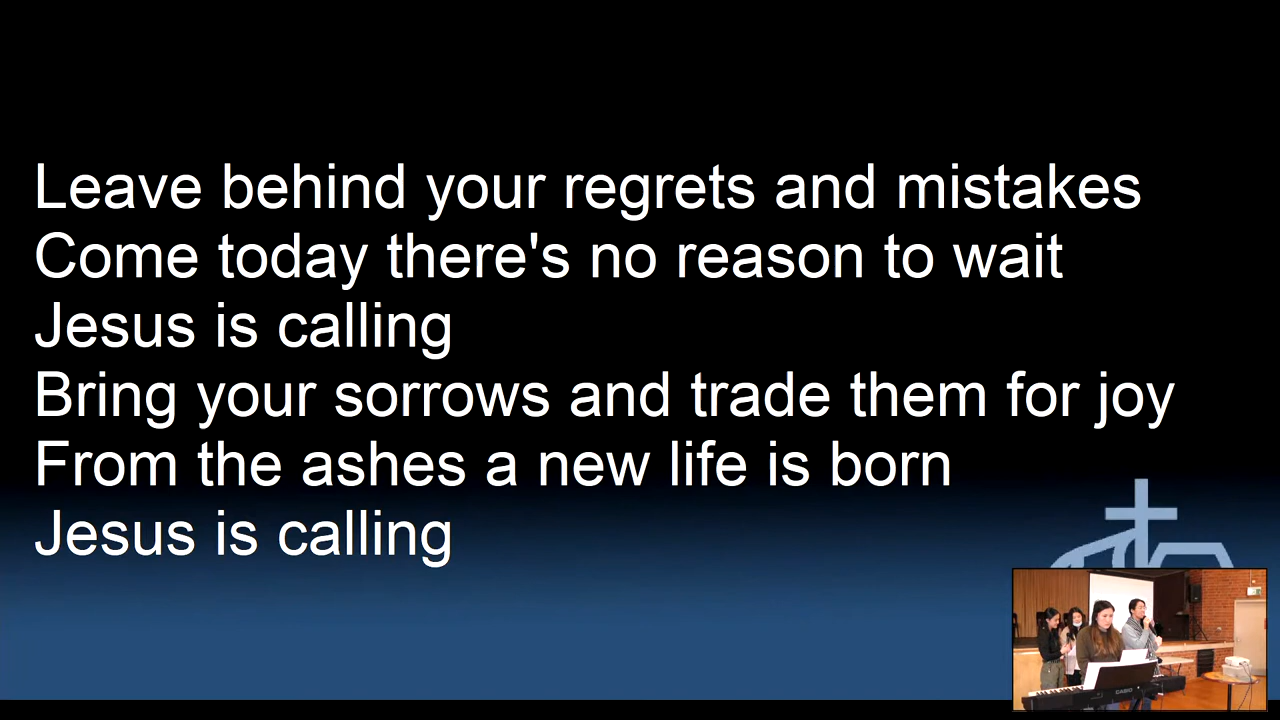 Leave behind your regrets and mistakes
Come today there's no reason to wait
Jesus is calling
Bring your sorrows and trade them for joy
From the ashes a new life is born
Jesus is calling
CASIO